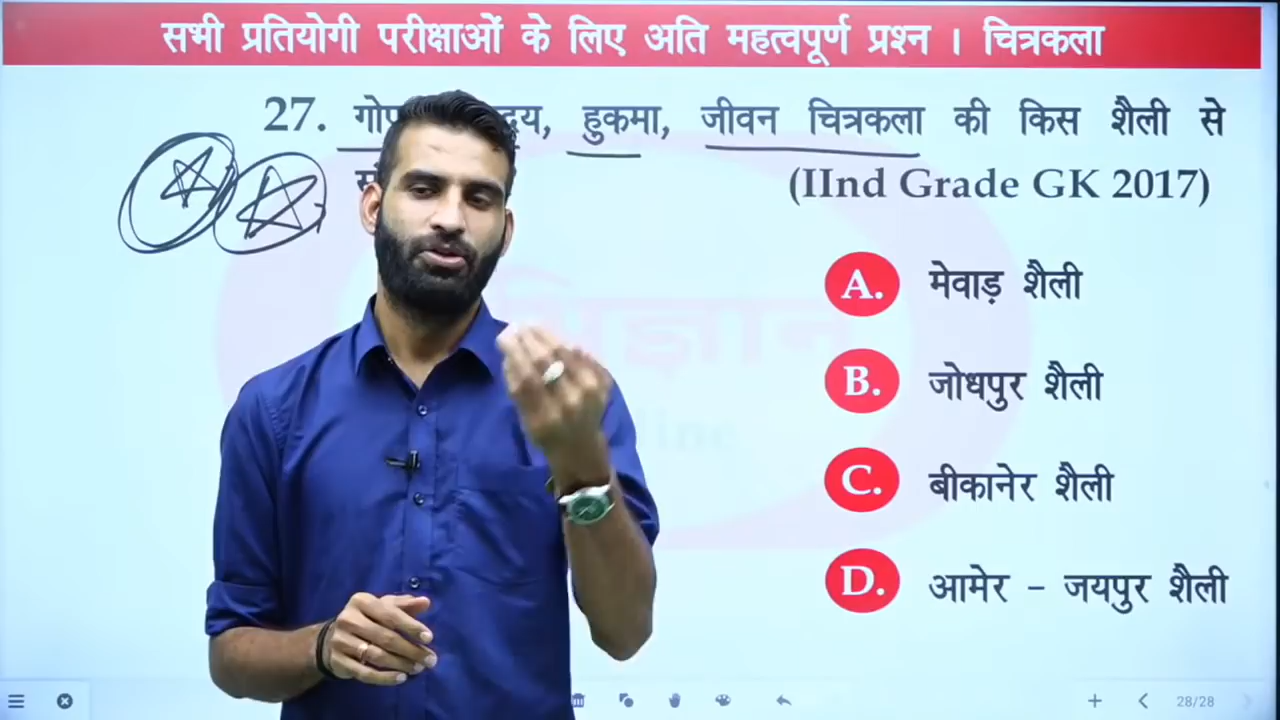 सभी प्रतियोगी परीक्षाओं के लिए अति महत्वपूर्ण प्रश्न । चित्रकला
27. हुकमा, जीवन चित्रकला की किस शैली से
(IInd Grade GK 2017)
A. मेवाड़ शैली
B. जोधपुर शैली
C. बीकानेर शैली
D. आमेर - जयपुर शैली
28/28